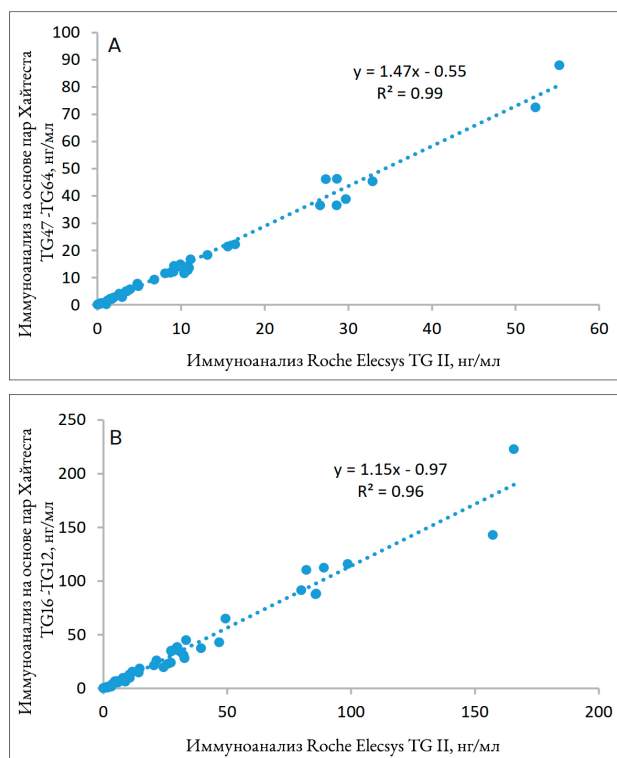 A
y = 1.47x - 0.55
R² = 0.99
Иммуноанализ на основе пар Хайтеста
TG47 -TG64, нг/мл
100
90
80
70
60
50
40
30
20
10
0
0 10 20 30 40 50 60
Иммуноанализ Roche Elecsys TG II, нг/мл
B
y = 1.15x - 0.97
R² = 0.96
Иммуноанализ на основе пар Хайтеста
TG16 -TG12, нг/мл
250
200
150
100
50
0
0 50 100 150 200
Иммуноанализ Roche Elecsys TG II, нг/мл